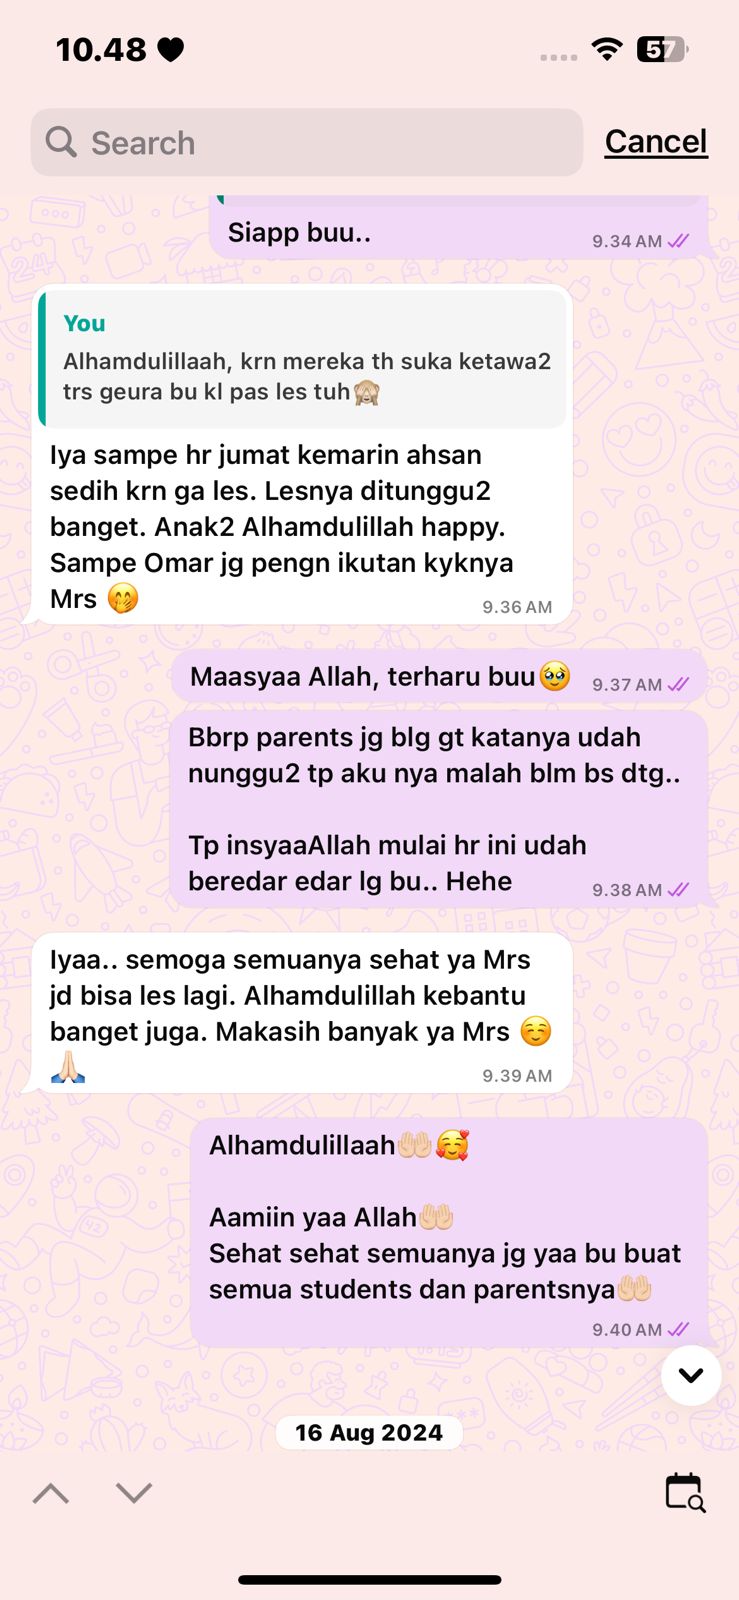 10.48
57
Search
Cancel
Siapp buu..
9.34 AM
You
Alhamdulillaah, krn mereka th suka ketawa2
trs geura bu kl pas les tuh🙈
Iya sampe hr jumat kemarin ahsan
sedih krn ga les. Lesnya ditunggu2
banget. Anak2 Alhamdulillah happy.
Sampe Omar jg pengn ikutan kyknya
Mrs 🤭
9.36 AM
Maasyaa Allah, terharu buu🥹
9.37 AM
Bbrp parents jg blg gt katanya udah
nunggu2 tp aku nya malah blm bs dtg..
Tp insyaaAllah mulai hr ini udah
beredar edar lg bu.. Hehe
9.38 AM
Iyaa.. semoga semuanya sehat ya Mrs
jd bisa les lagi. Alhamdulillah kebantu
banget juga. Makasih banyak ya Mrs ☺️
🙏🏻
9.39 AM
Alhamdulillaah🤲🏻🥰
Aamiin yaa Allah🤲🏻
Sehat sehat semuanya jg yaa bu buat
semua students dan parentsnya🤲🏻
9.40 AM
16 Aug 2024